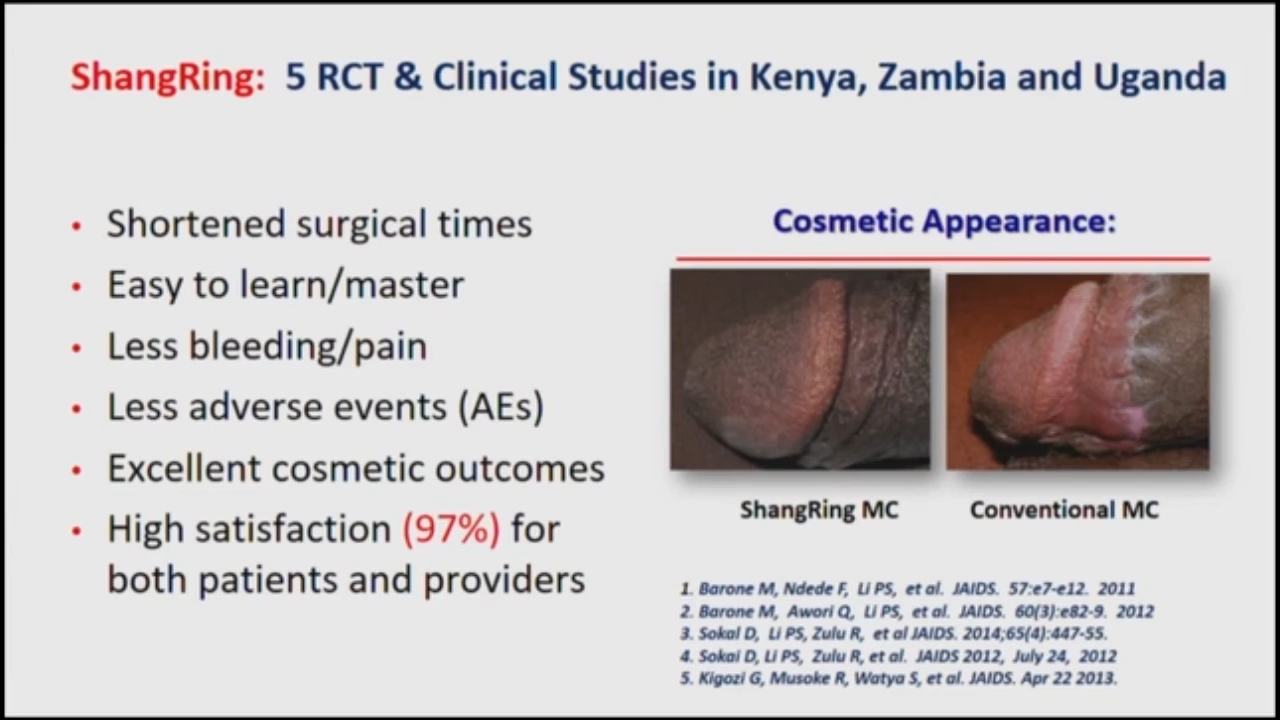 ShangRing: 5 RCT & Clinical Studies in Kenya, Zambia and Uganda
• Shortened surgical times
• Easy to learn/master
• Less bleeding/pain
• Less adverse events (AEs)
• Excellent cosmetic outcomes
• High satisfaction (97%) for
both patients and providers
Cosmetic Appearance:
ShangRing MC
Conventional MC
1. Barone M, Ndede F, Li PS, et al. JAIDS. 57:e7-e12. 2011
2. Barone M, Awori Q, Li PS, et al. JAIDS. 60(3):e82-9. 2012
3. Sokal D, Li PS, Zulu R, et al JAIDS. 2014;65(4):447-55.
4. Sokal D, Li PS, Zulu R, et al. JAIDS 2012, July 24, 2012
5. Kigozi G, Musoke R, Watya S, et al. JAIDS. Apr 22 2013.